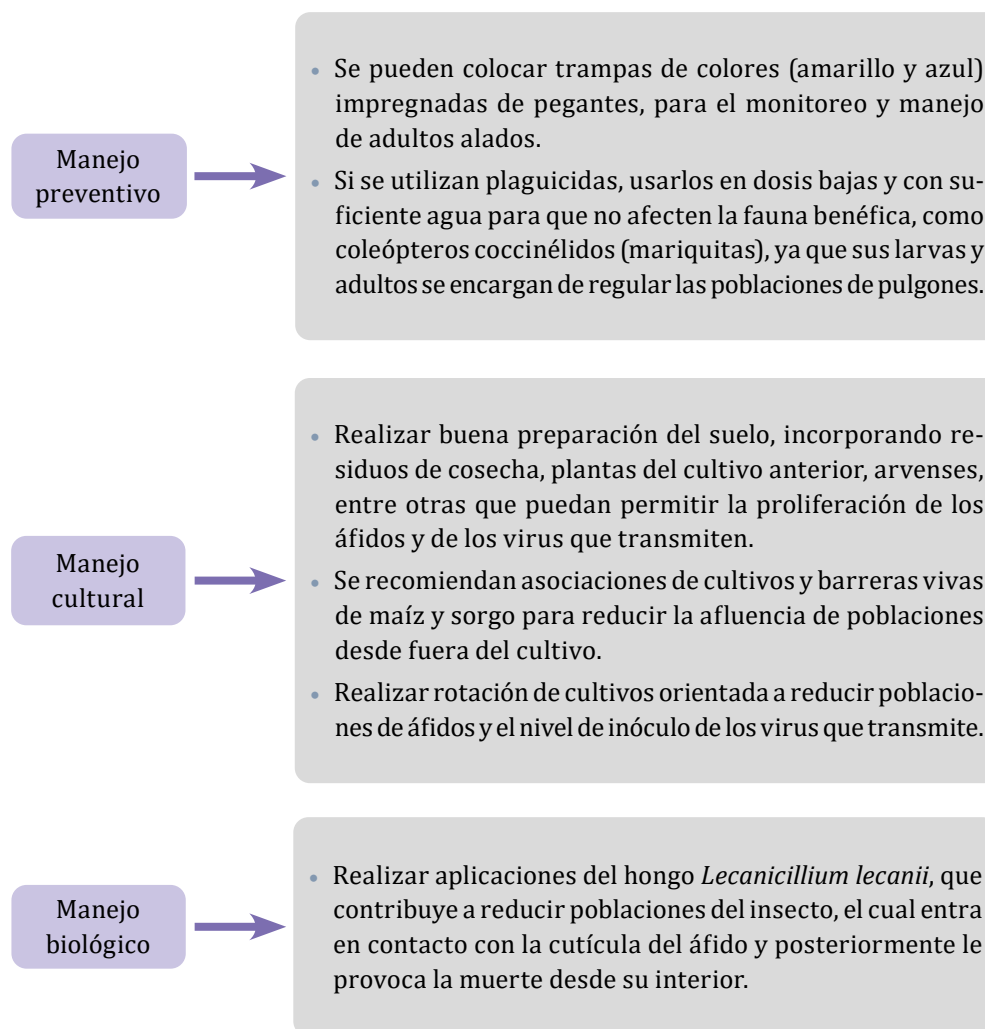 Manejo
preventivo
• Se pueden colocar trampas de colores (amarillo y azul)
impregnadas de pegantes, para el monitoreo y manejo
de adultos alados.
• Si se utilizan plaguicidas, usarlos en dosis bajas y con su-
ficiente agua para que no afecten la fauna benéfica, como
coleópteros coccinélidos (mariquitas), ya que sus larvas y
adultos se encargan de regular las poblaciones de pulgones.
Manejo
cultural
• Realizar buena preparación del suelo, incorporando re-
siduos de cosecha, plantas del cultivo anterior, arvenses,
entre otras que puedan permitir la proliferación de los
áfidos y de los virus que transmiten.
• Se recomiendan asociaciones de cultivos y barreras vivas
de maíz y sorgo para reducir la afluencia de poblaciones
desde fuera del cultivo.
• Realizar rotación de cultivos orientada a reducir poblacio-
nes de áfidos y el nivel de inóculo de los virus que transmite.
Manejo
biológico
• Realizar aplicaciones del hongo Lecanicillium lecanii, que
contribuye a reducir poblaciones del insecto, el cual entra
en contacto con la cutícula del áfido y posteriormente le
provoca la muerte desde su interior.